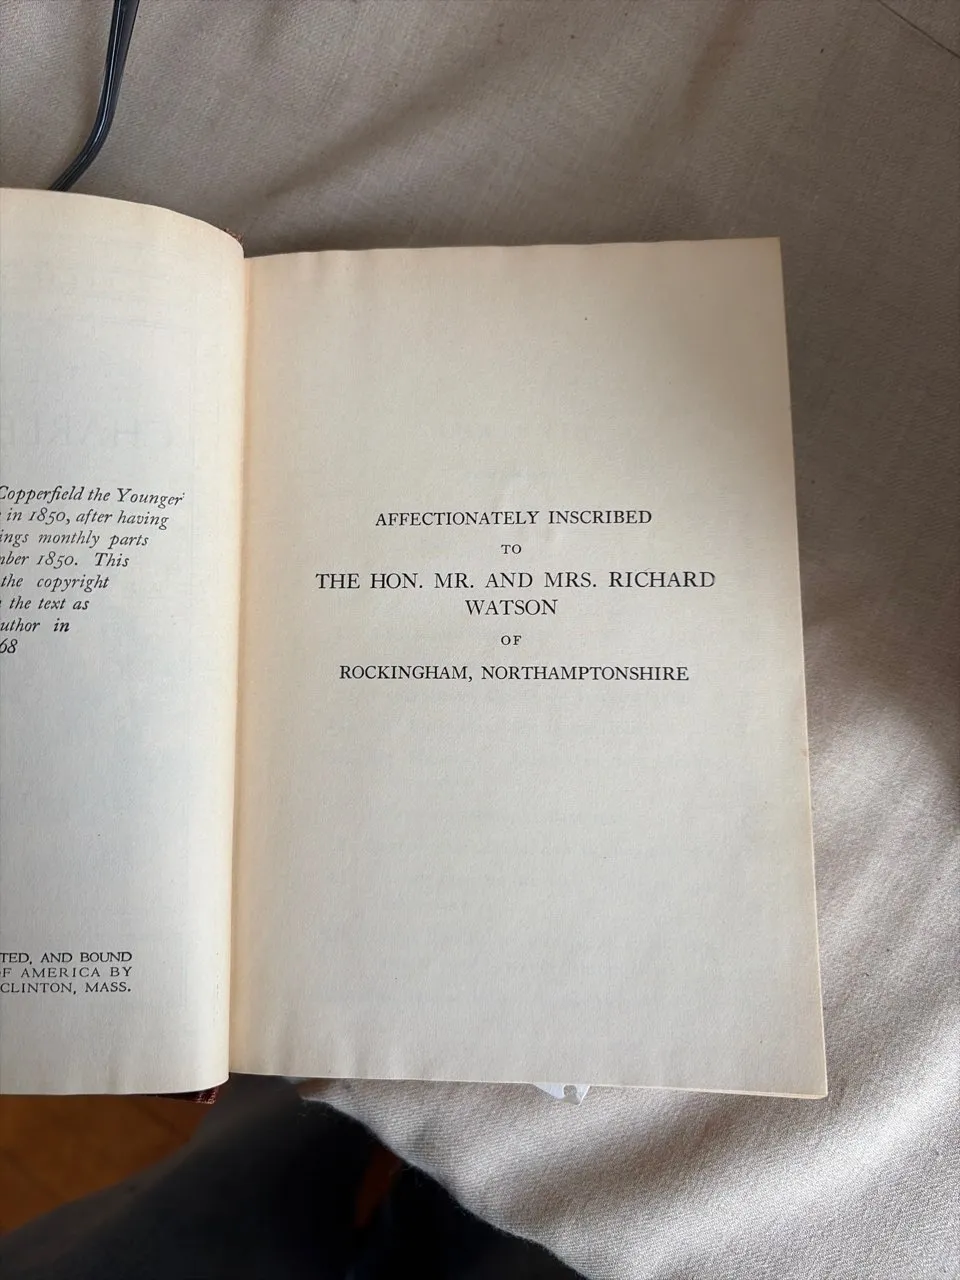 Copperfield the Younger
in 1850, after having
ings monthly parts
mber 1850. This
the copyright
the text as
uthor in
68
TED, AND BOUND
F AMERICA BY
CLINTON, MASS.
AFFECTIONATELY INSCRIBED
TO
THE HON. MR. AND MRS. RICHARD
WATSON
OF
ROCKINGHAM, NORTHAMPTONSHIRE